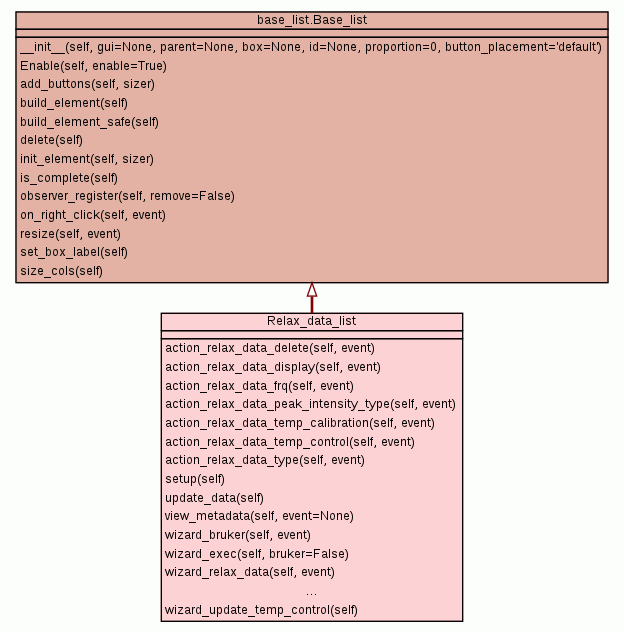 base_list.Base_list
__init__(self, gui=None, parent=None, box=None, id=None, proportion=0, button_placement='default')
Enable(self, enable=True)
add_buttons(self, sizer)
build_element(self)
build_element_safe(self)
delete(self)
init_element(self, sizer)
is_complete(self)
observer_register(self, remove=False)
on_right_click(self, event)
resize(self, event)
set_box_label(self)
size_cols(self)
Relax_data_list
action_relax_data_delete(self, event)
action_relax_data_display(self, event)
action_relax_data_frq(self, event)
action_relax_data_peak_intensity_type(self, event)
action_relax_data_temp_calibration(self, event)
action_relax_data_temp_control(self, event)
action_relax_data_type(self, event)
setup(self)
update_data(self)
view_metadata(self, event=None)
wizard_bruker(self, event)
wizard_exec(self, bruker=False)
wizard_relax_data(self, event)
...
wizard_update_temp_control(self)